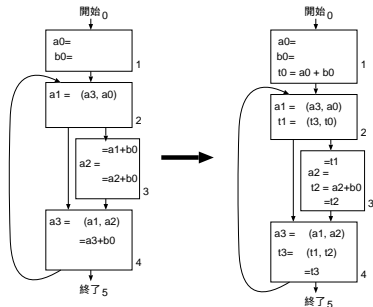 開始0
a0=
b0=
1
a1 = (a3, a0)
2
=a1+b0
a2 =
=a2+b0
3
a3 = (a1, a2)
=a3+b0
4
終了5
開始0
a0=
b0=
t0 = a0 + b0
1
a1 = (a3, a0)
t1 = (t3, t0)
2
=t1
a2 =
t2 = a2+b0
=t2
3
a3 = (a1, a2)
t3= (t1, t2)
=t3
4
終了5